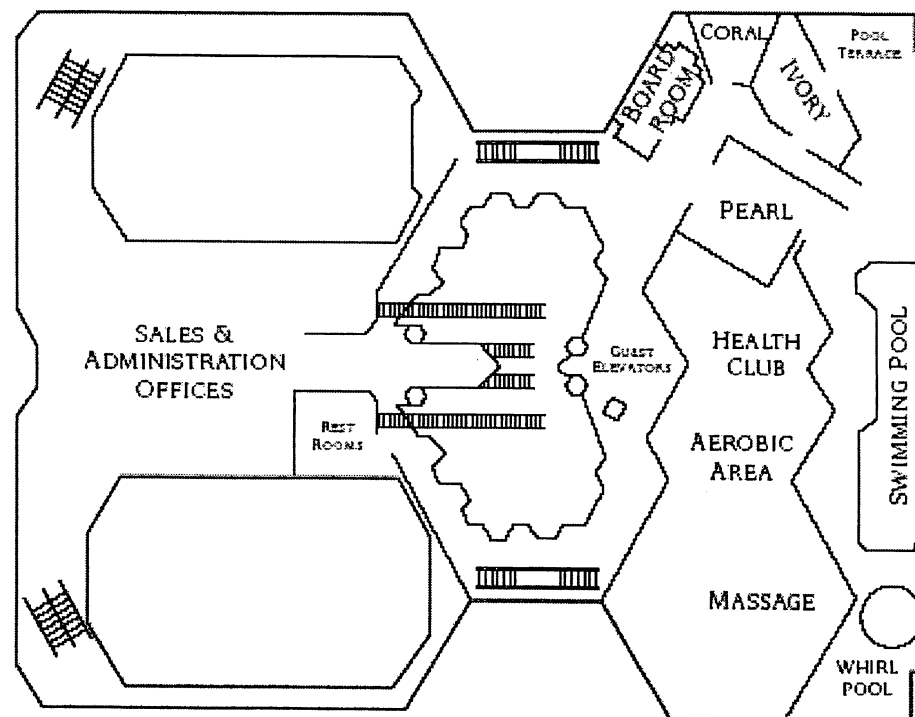 CORAL
POOL
TERRACE
BOARD
ROOM
IVORY
PEARL
SALES &
ADMINISTRATION
OFFICES
GUEST
ELEVATORS
HEALTH
CLUB
SWIMMING POOL
REST
ROOMS
AEROBIC
AREA
MASSAGE
WHIRL
POOL